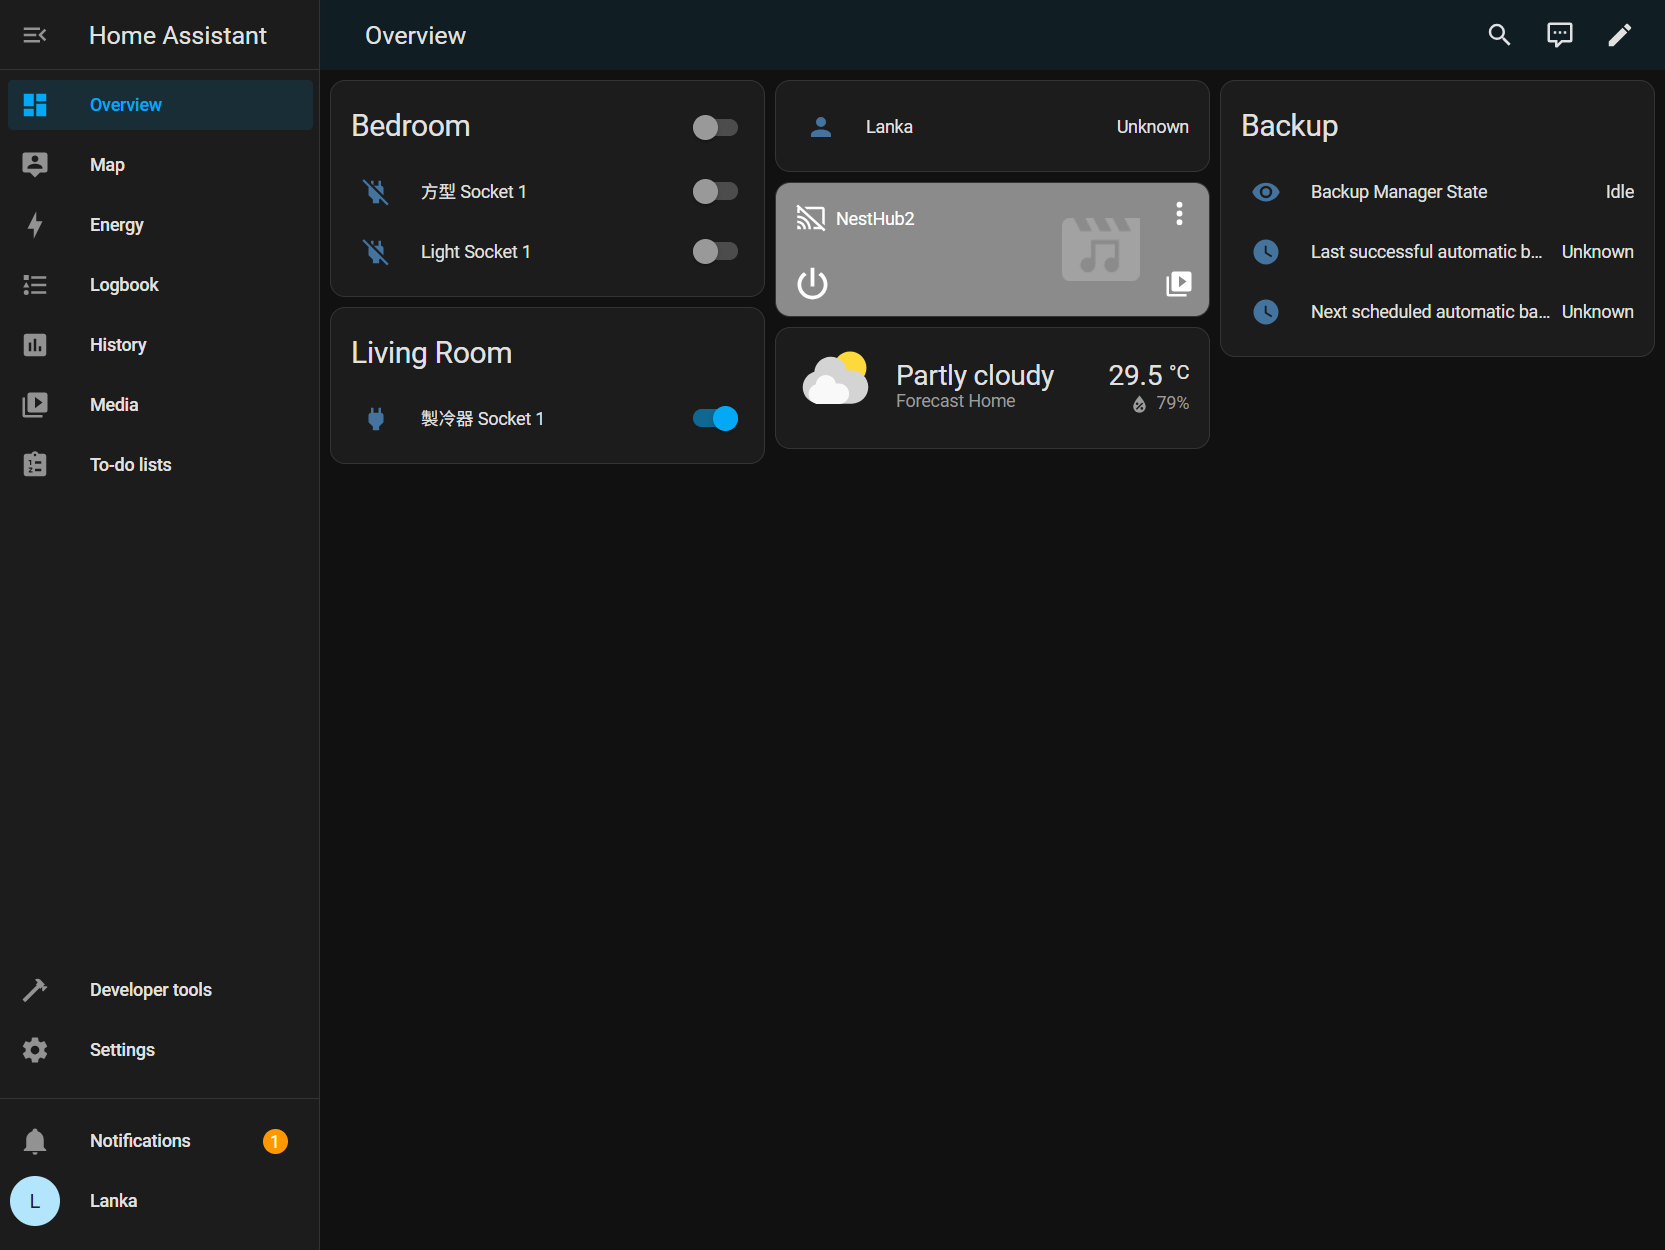 Home Assistant
Overview
Map
Energy
Logbook
History
Media
To-do lists
Developer tools
Settings
Notifications 1
L Lanka
Overview
Bedroom
方型 Socket 1
Light Socket 1
Living Room
製冷器 Socket 1
Lanka Unknown
NestHub2
Partly cloudy 29.5 °C
Forecast Home 79%
Backup
Backup Manager State Idle
Last successful automatic b... Unknown
Next scheduled automatic ba... Unknown